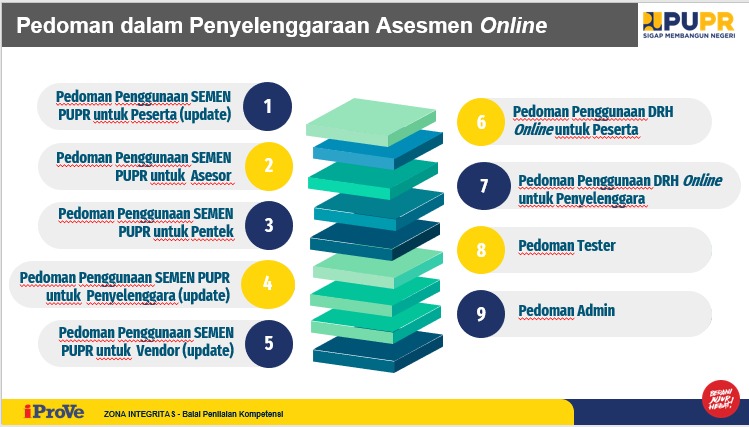 Pedoman dalam Penyelenggaraan Asesmen Online
PUPR
SIGAP MEMBANGUN NEGERI
Pedoman Penggunaan SEMEN
PUPR untuk Peserta (update)
1
Pedoman Penggunaan SEMEN
PUPR untuk Asesor
2
Pedoman Penggunaan SEMEN
PUPR untuk Pentek
3
Pedoman Penggunaan SEMEN PUPR
untuk Penyelenggara (update)
4
Pedoman Penggunaan SEMEN
PUPR untuk Vendor (update)
5
6
Pedoman Penggunaan DRH
Online untuk Peserta
7
Pedoman Penggunaan DRH Online
untuk Penyelenggara
8
Pedoman Tester
9
Pedoman Admin
iProVe
ZONA INTEGRITAS - Balai Penilaian Kompetensi
BERANI
JUJUR
HEBAT!